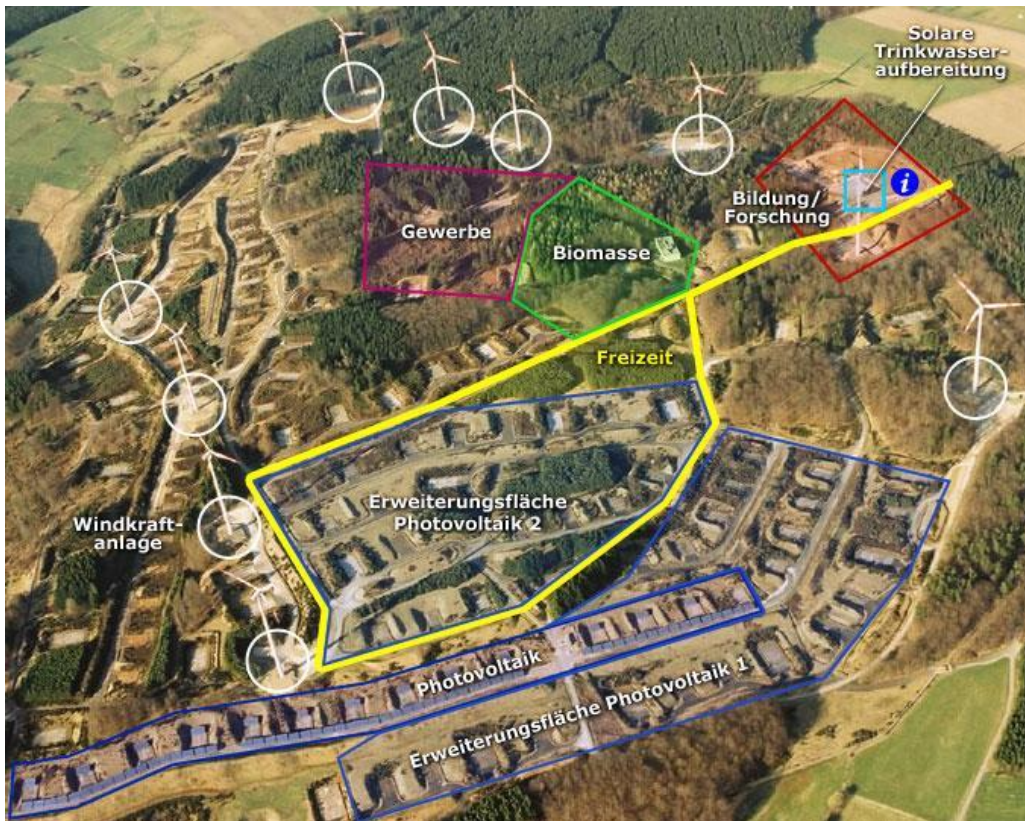 Solare
Trinkwasser-
aufbereitung
i
Bildung/
Forschung
Gewerbe
Biomasse
Freizeit
Erweiterungsfläche
Photovoltaik 2
Windkraft-
anlage
Photovoltaik
Erweiterungsfläche Photovoltaik 1